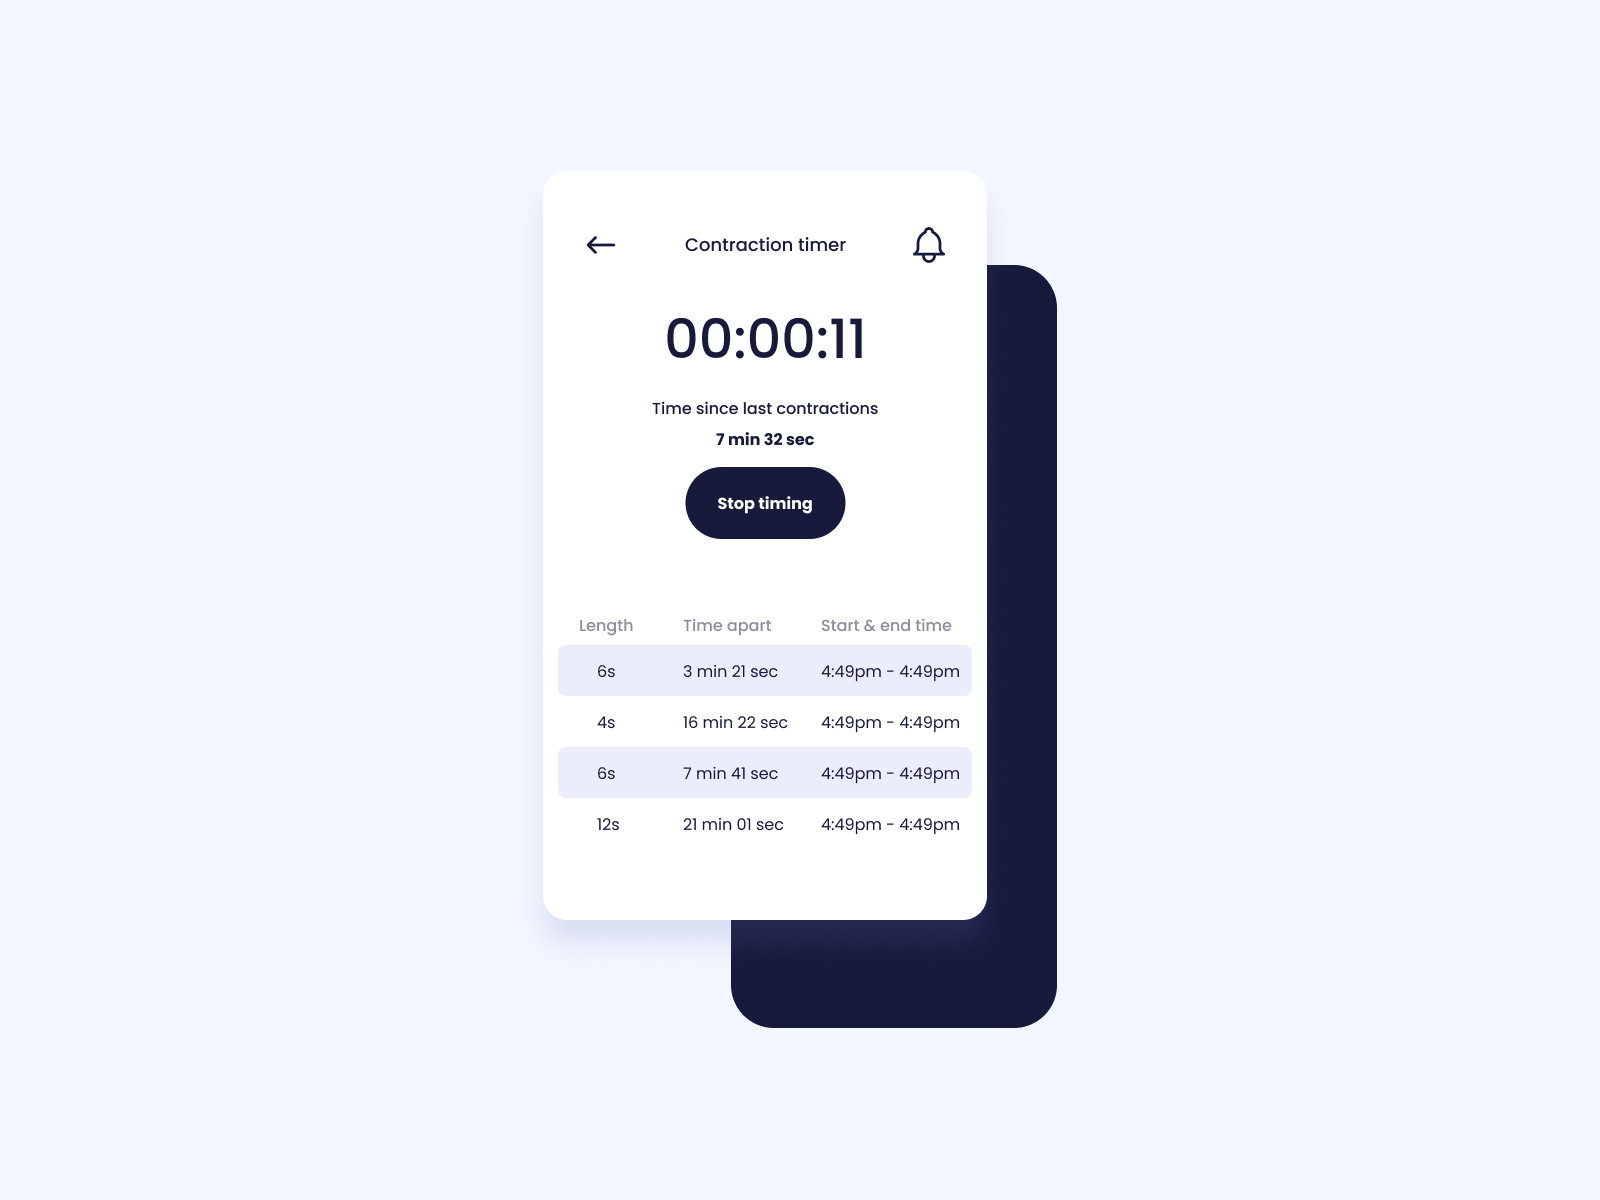 Contraction timer
00:00:11
Time since last contractions
7 min 32 sec
Stop timing
Length Time apart Start & end time
6s 3 min 21 sec 4:49pm - 4:49pm
4s 16 min 22 sec 4:49pm - 4:49pm
6s 7 min 41 sec 4:49pm - 4:49pm
12s 21 min 01 sec 4:49pm - 4:49pm